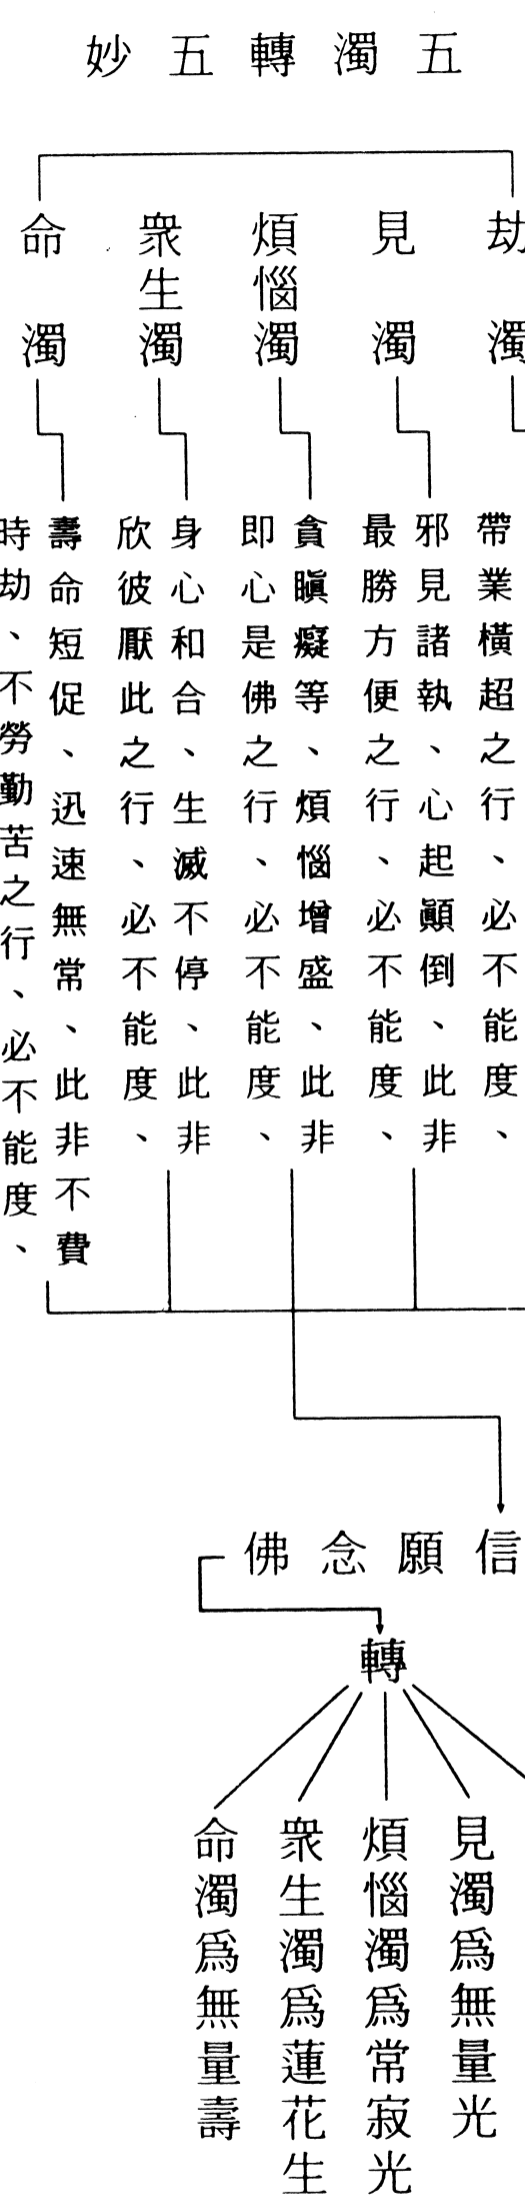 五濁轉五妙
劫濁
見濁
煩惱濁
衆生濁
命濁
帶業橫超之行、必不能度、
邪見諸執、心起顚倒、此非
最勝方便之行、必不能度、
貪瞋癡等、煩惱增盛、此非
即心是佛之行、必不能度、
身心和合、生滅不停、此非
欣彼厭此之行、必不能度、
壽命短促、迅速無常、此非不費
時劫、不勞勤苦之行、必不能度、
信願念佛
轉
見濁爲無量光
煩惱濁爲常寂光
衆生濁爲蓮花生
命濁爲無量壽